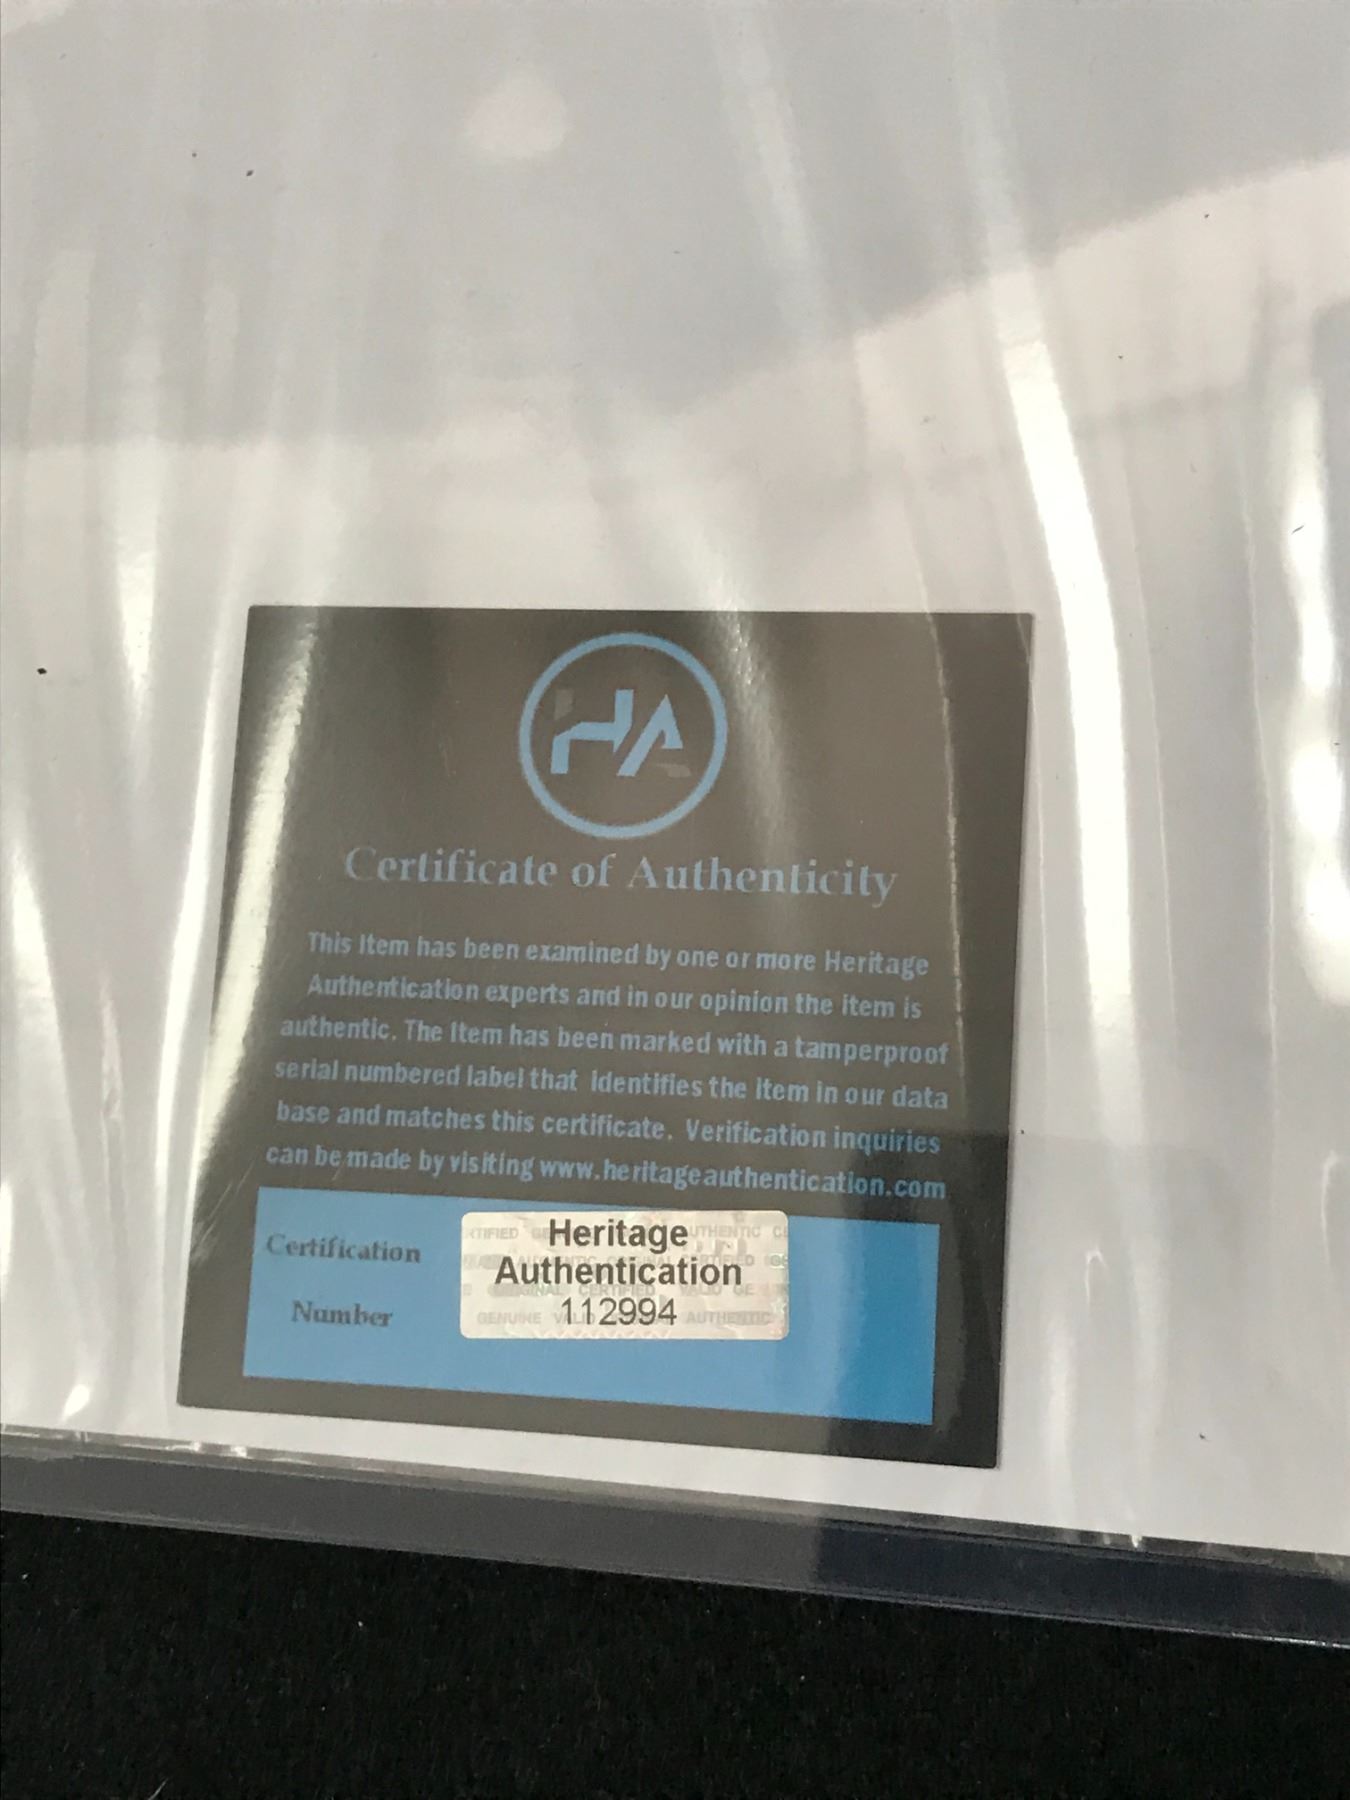 HA
Certificate of Authenticity
This Item has been examined by one or more Heritage
Authentication experts and in our opinion the item is
authentic. The Item has been marked with a tamperproof
serial numbered label that identifies the Item in our data
base and matches this certificate. Verification inquiries
can be made by visiting www.heritageauthentication.com
Certification
Number
Heritage
Authentication
112994